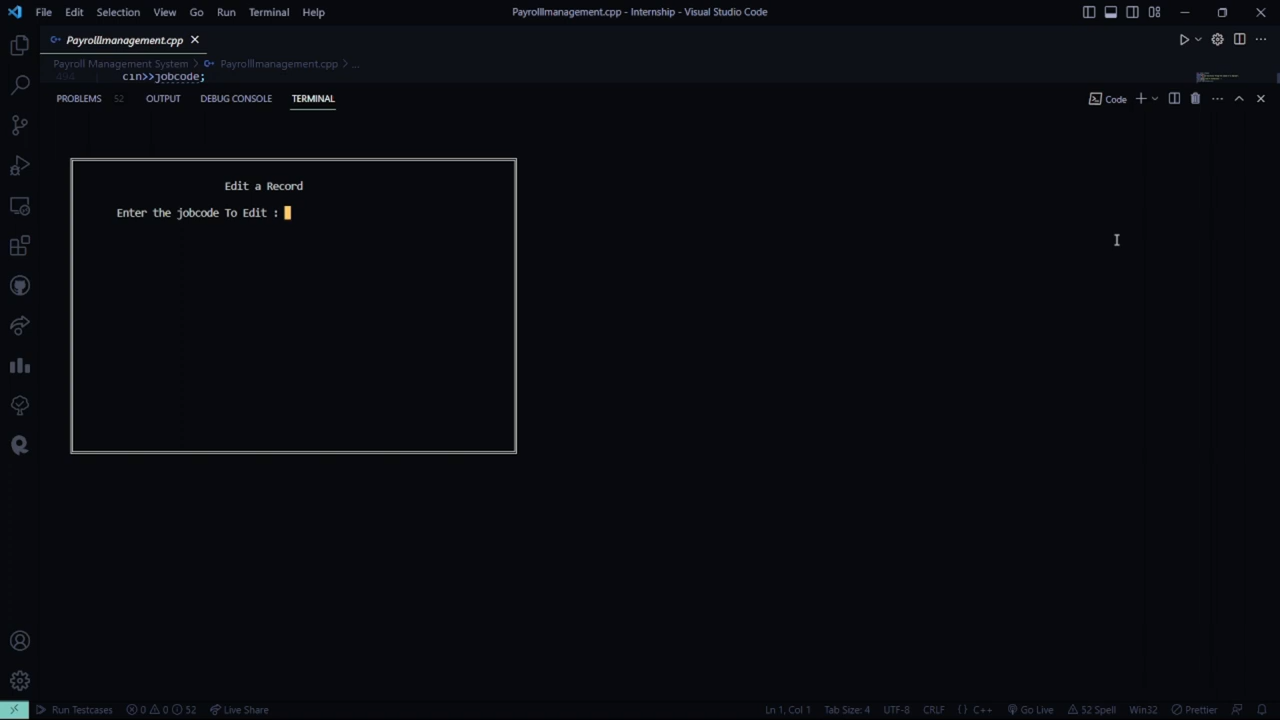 File Edit Selection View Go Run Terminal Help
Payrolllmanagement.cpp - Internship - Visual Studio Code
Payrolllmanagement.cpp
Payroll Management System > Payrolllmanagement.cpp > ...
494 cin>>jobcode;
PROBLEMS 52 OUTPUT DEBUG CONSOLE TERMINAL
Code
Edit a Record
Enter the jobcode To Edit :
Run Testcases 0 0 52 Live Share
Ln 1, Col 1 Tab Size: 4 UTF-8 CRLF {} C++ Go Live 52 Spell Win32 Prettier